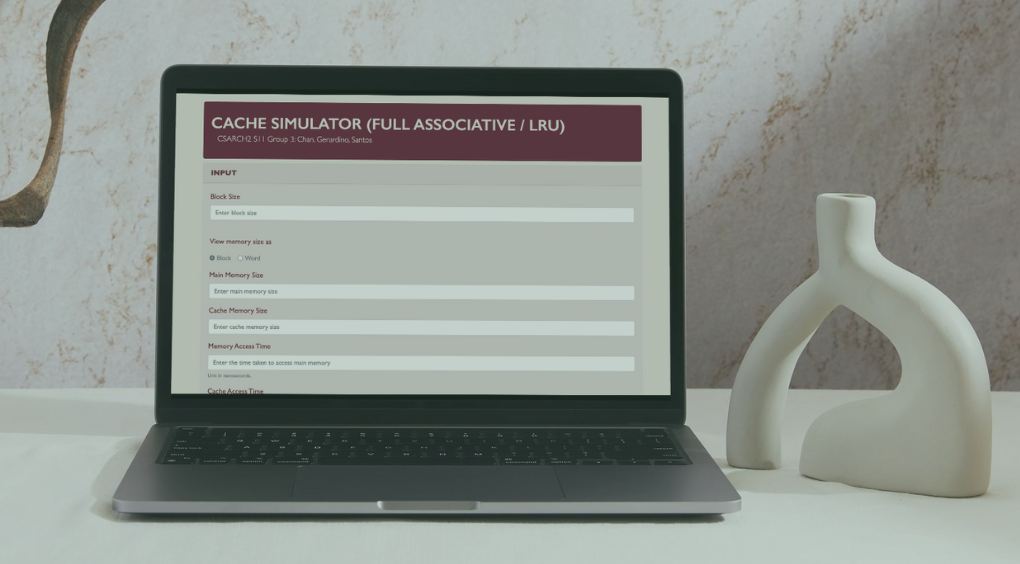 CACHE SIMULATOR (FULL ASSOCIATIVE / LRU)
CSARCH2 S11 Group 3: Chan, Genardino, Santos
INPUT
Block Size
Enter block size
View memory size as
Block Word
Main Memory Size
Enter main memory size
Cache Memory Size
Enter cache memory size
Memory Access Time
Enter the time taken to access main memory
Unit in nanoseconds.
Cache Access Time